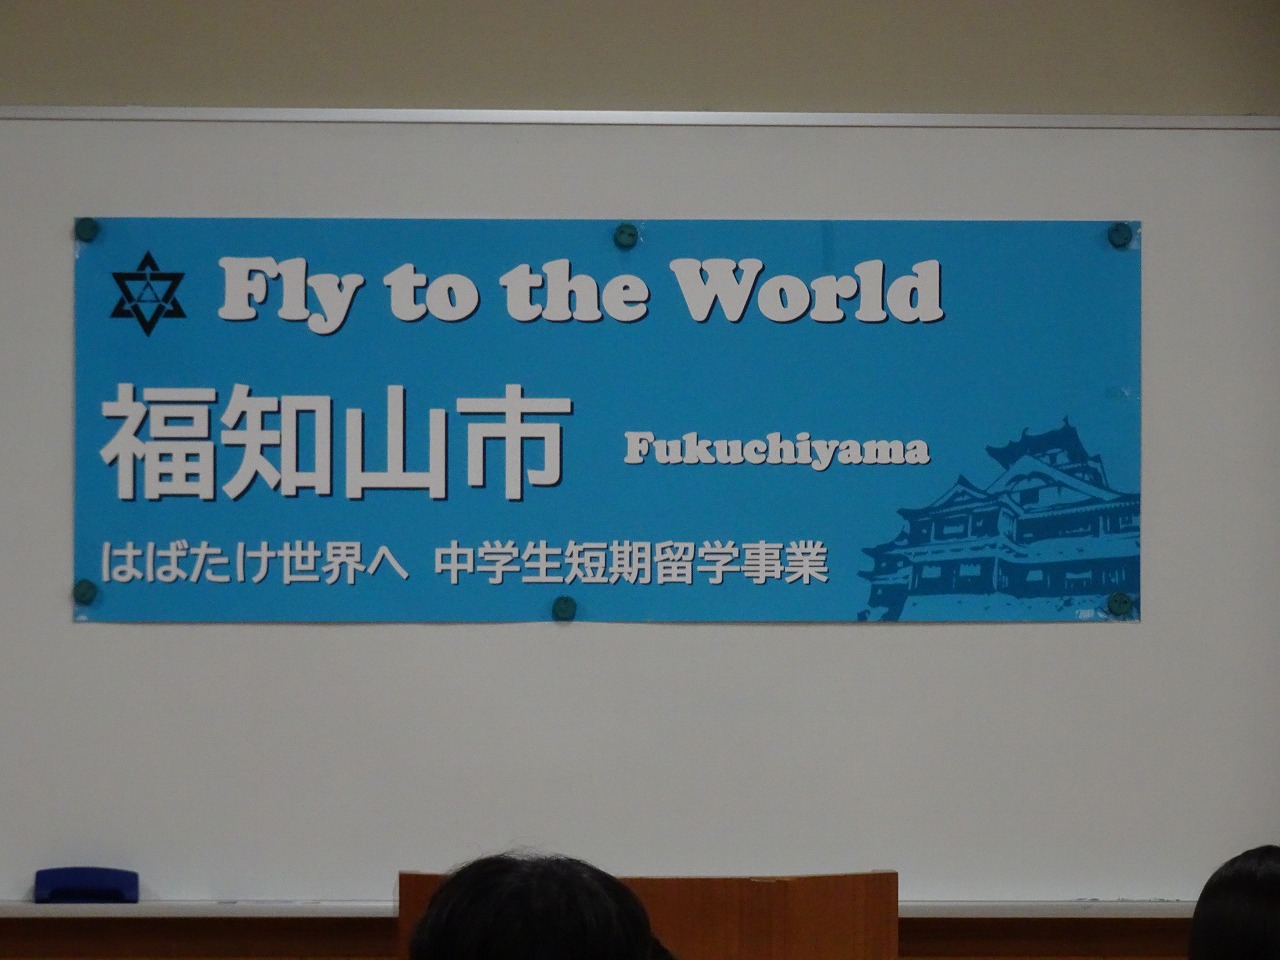 Fly to the World
福知山市 Fukuchiyama
はばたけ世界へ 中学生短期留学事業